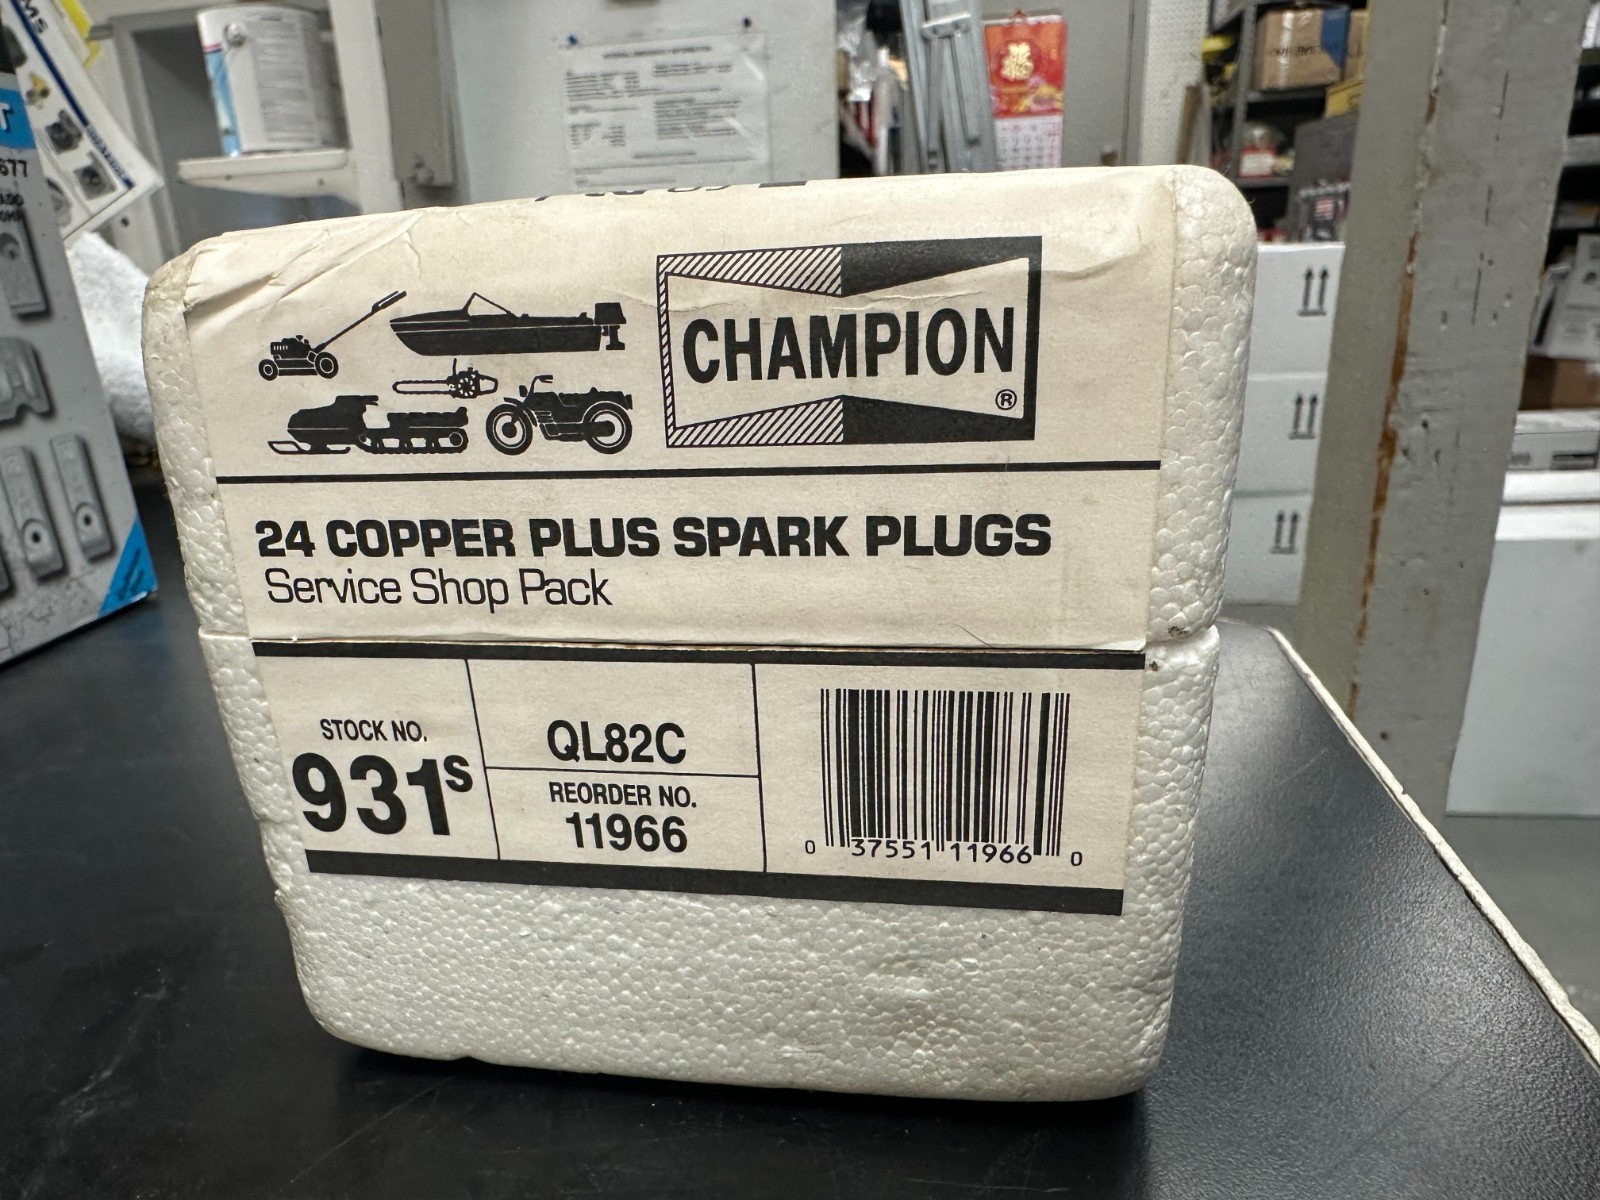 CHAMPION
®
24 COPPER PLUS SPARK PLUGS
Service Shop Pack
STOCK NO.
931S
QL82C
REORDER NO.
11966
0 37551 11966 0
677